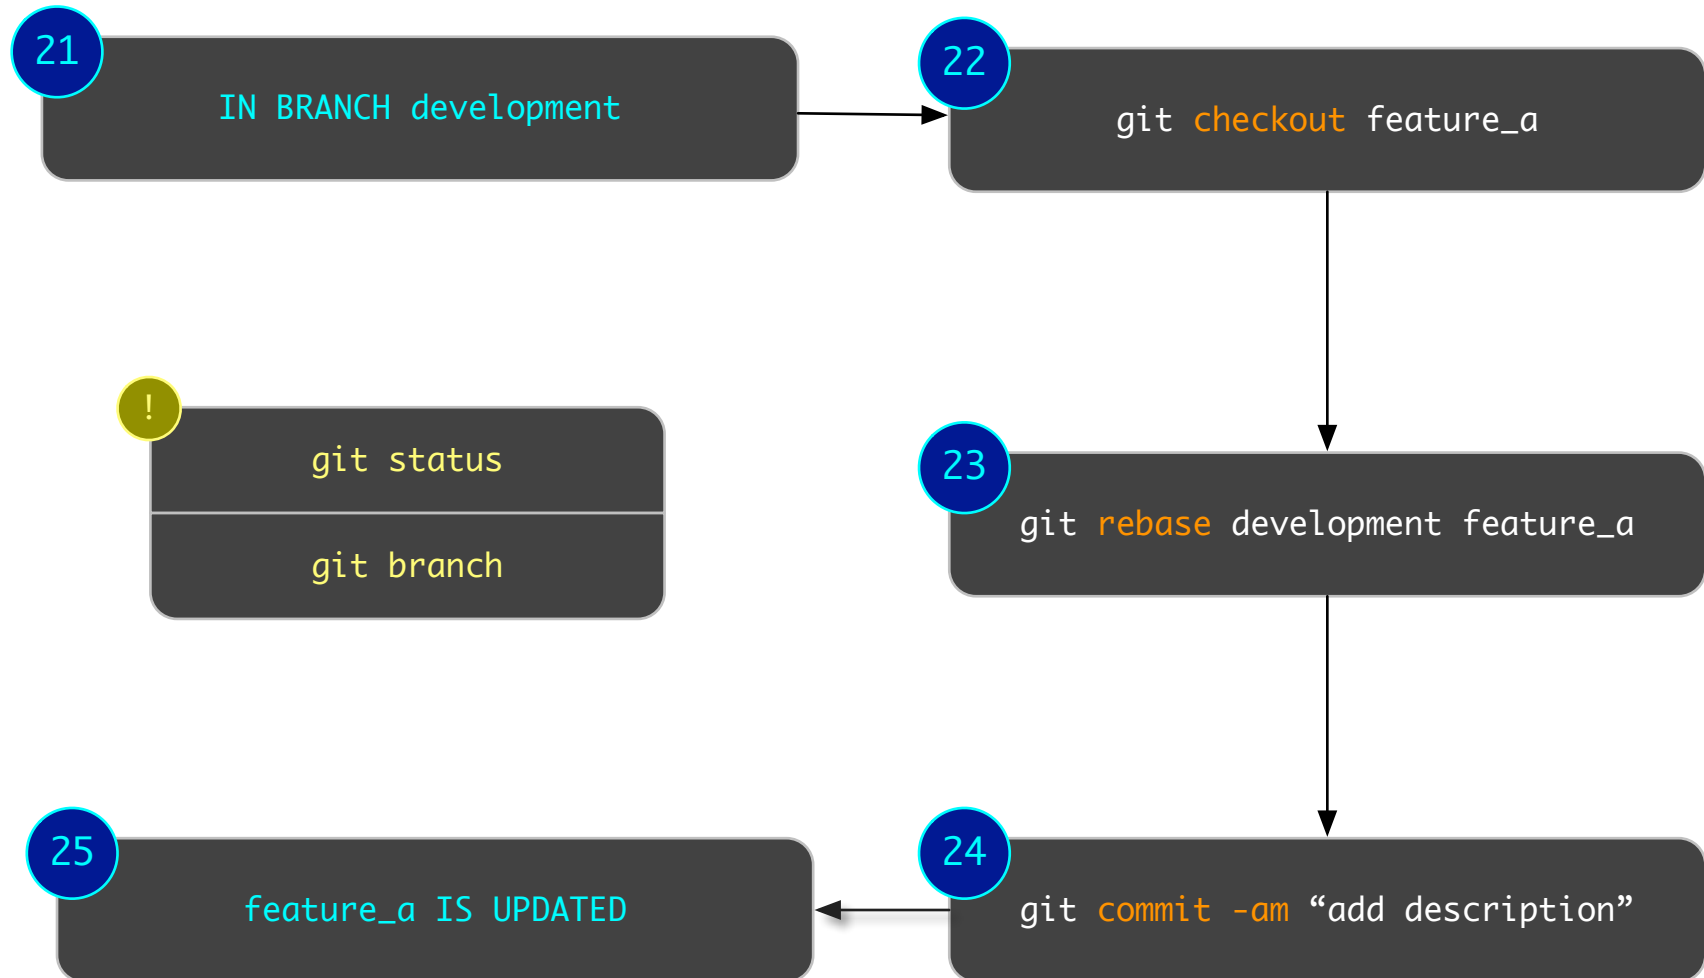 21
IN BRANCH development
22
git checkout feature_a
!
git status
git branch
23
git rebase development feature_a
25
feature_a IS UPDATED
24
git commit -am “add description”